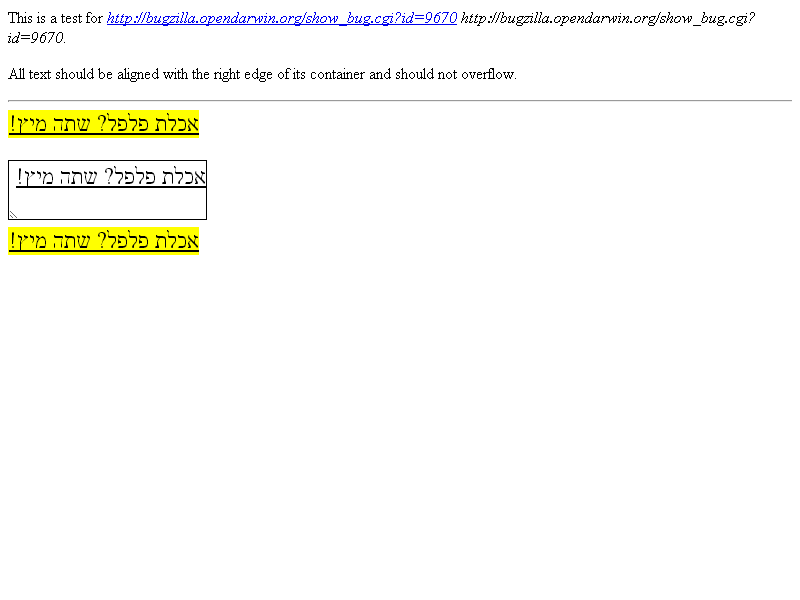 This is a test for http://bugzilla.opendarwin.org/show_bug.cgi?id=9670 http://bugzilla.opendarwin.org/show_bug.cgi?
id=9670.
All text should be aligned with the right edge of its container and should not overflow.
אכלת פלפל? שתה מיץ!
אכלת פלפל? שתה מיץ!
אכלת פלפל? שתה מיץ!